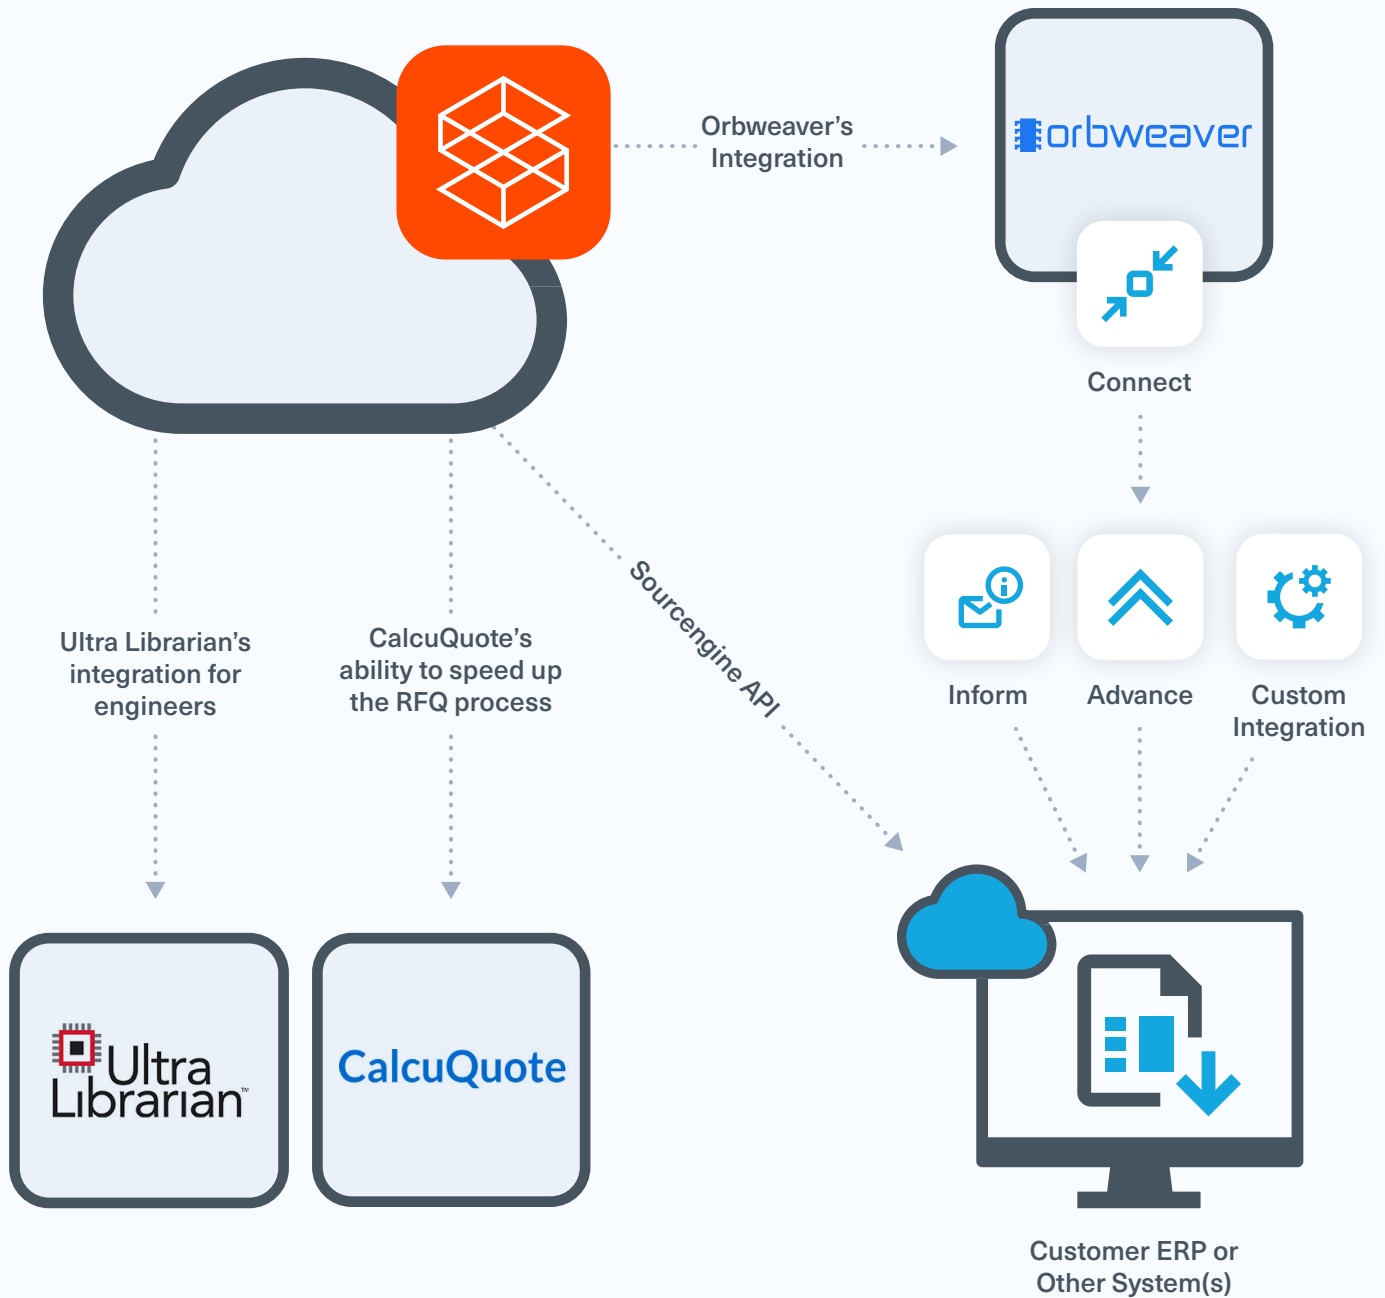 Orbweaver’s
Integration
orbweaver
Connect
Sourcengine API
Inform
Advance
Custom
Integration
Ultra Librarian’s
integration for
engineers
CalcuQuote’s
ability to speed up
the RFQ process
Ultra
Librarian™
CalcuQuote
Customer ERP or
Other System(s)